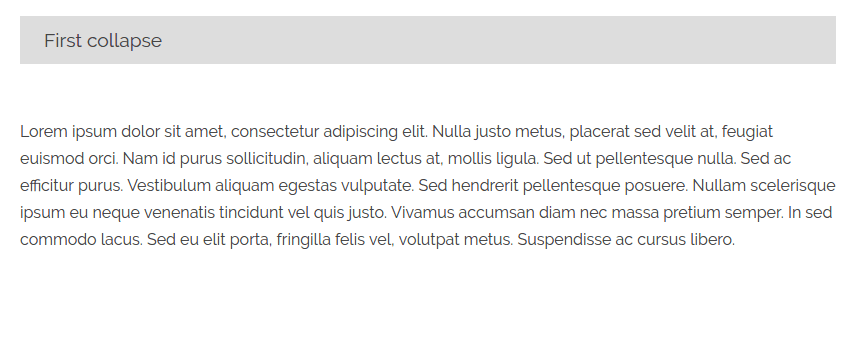 First collapse
Lorem ipsum dolor sit amet, consectetur adipiscing elit. Nulla justo metus, placerat sed velit at, feugiat
euismod orci. Nam id purus sollicitudin, aliquam lectus at, mollis ligula. Sed ut pellentesque nulla. Sed ac
efficitur purus. Vestibulum aliquam egestas vulputate. Sed hendrerit pellentesque posuere. Nullam scelerisque
ipsum eu neque venenatis tincidunt vel quis justo. Vivamus accumsan diam nec massa pretium semper. In sed
commodo lacus. Sed eu elit porta, fringilla felis vel, volutpat metus. Suspendisse ac cursus libero.